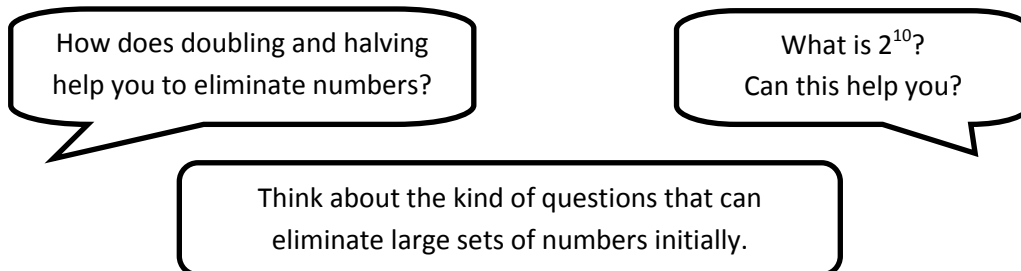 How does doubling and halving
help you to eliminate numbers?
What is 2¹⁰?
Can this help you?
Think about the kind of questions that can
eliminate large sets of numbers initially.